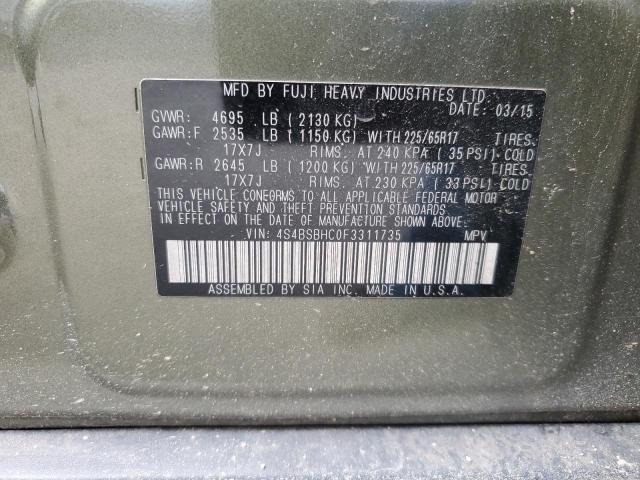 MFD BY FUJI HEAVY INDUSTRIES LTD.
DATE: 03/15
GVWR: 4695 LB ( 2130 KG)
GAWR:F 2535 LB ( 1150 KG) WITH 225/65R17 TIRES.
17X7J RIMS. AT 240 KPA ( 35 PSI) COLD
GAWR:R 2645 LB ( 1200 KG) WITH 225/65R17 TIRES.
17X7J RIMS. AT 230 KPA ( 33 PSI) COLD
THIS VEHICLE CONFORMS TO ALL APPLICABLE FEDERAL MOTOR
VEHICLE SAFETY AND THEFT PREVENTION STANDARDS
IN EFFECT ON THE DATE OF MANUFACTURE SHOWN ABOVE.
VIN: 4S4BSBHC0F3311735 MPV
ASSEMBLED BY SIA INC. MADE IN U.S.A.